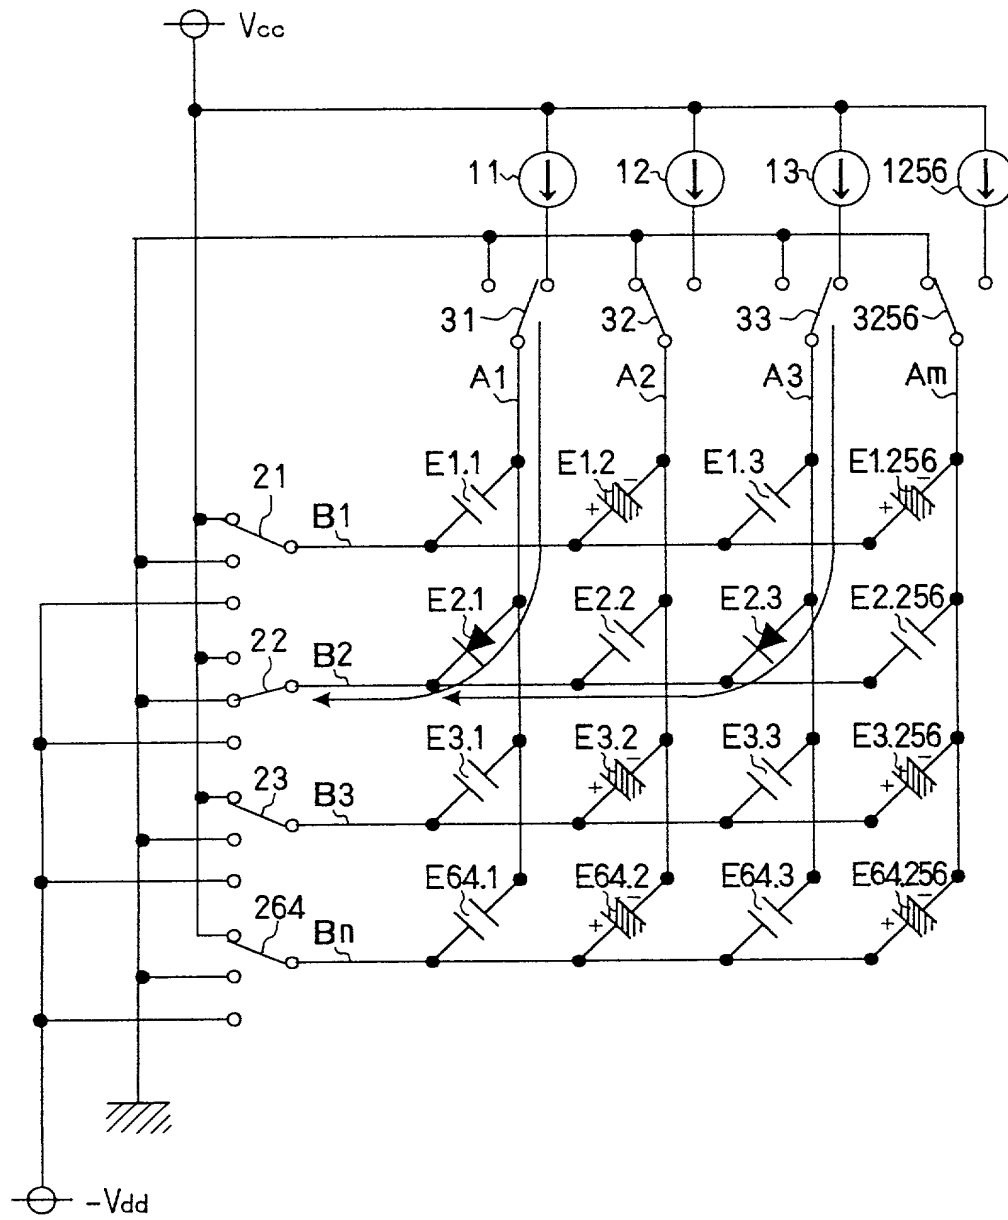 Vcc
11 12 13 1256
31 32 33 3256
A1 A2 A3 Am
E1.1 E1.2 E1.3 E1.256
21 B1 + - + -
E2.1 E2.2 E2.3 E2.256
22 B2
E3.1 E3.2 E3.3 E3.256
23 B3 + - + -
E64.1 E64.2 E64.3 E64.256
264 Bn + - + -
-Vdd